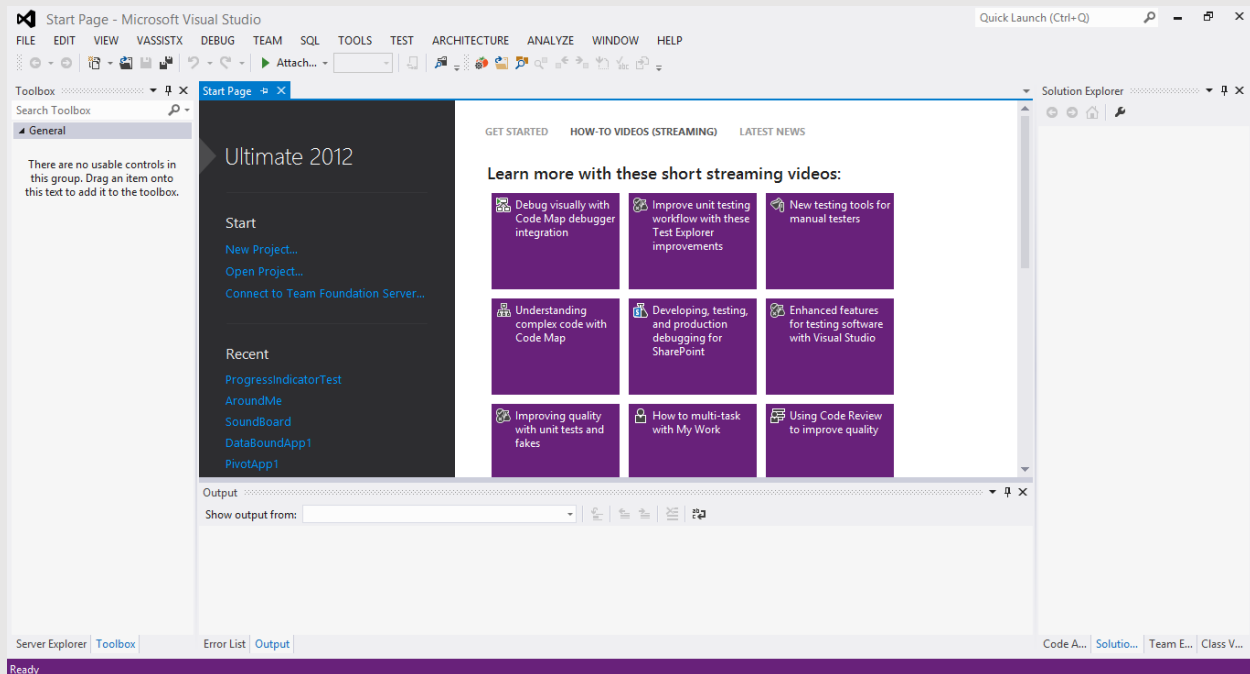 Start Page - Microsoft Visual Studio
Quick Launch (Ctrl+Q)
FILE EDIT VIEW VASSISTX DEBUG TEAM SQL TOOLS TEST ARCHITECTURE ANALYZE WINDOW HELP
Attach...
Toolbox
Search Toolbox
General
There are no usable controls in
this group. Drag an item onto
this text to add it to the toolbox.
Server Explorer
Toolbox
Start Page
Ultimate 2012
Start
New Project...
Open Project...
Connect to Team Foundation Server...
Recent
ProgressIndicatorTest
AroundMe
SoundBoard
DataBoundApp1
PivotApp1
GET STARTED HOW-TO VIDEOS (STREAMING) LATEST NEWS
Learn more with these short streaming videos:
Debug visually with
Code Map debugger
integration
Improve unit testing
workflow with these
Test Explorer
improvements
New testing tools for
manual testers
Understanding
complex code with
Code Map
Developing, testing,
and production
debugging for
SharePoint
Enhanced features
for testing software
with Visual Studio
Improving quality
with unit tests and
fakes
How to multi-task
with My Work
Using Code Review
to improve quality
Output
Show output from:
Error List
Output
Solution Explorer
Code A...
Solutio...
Team E...
Class V...
Ready